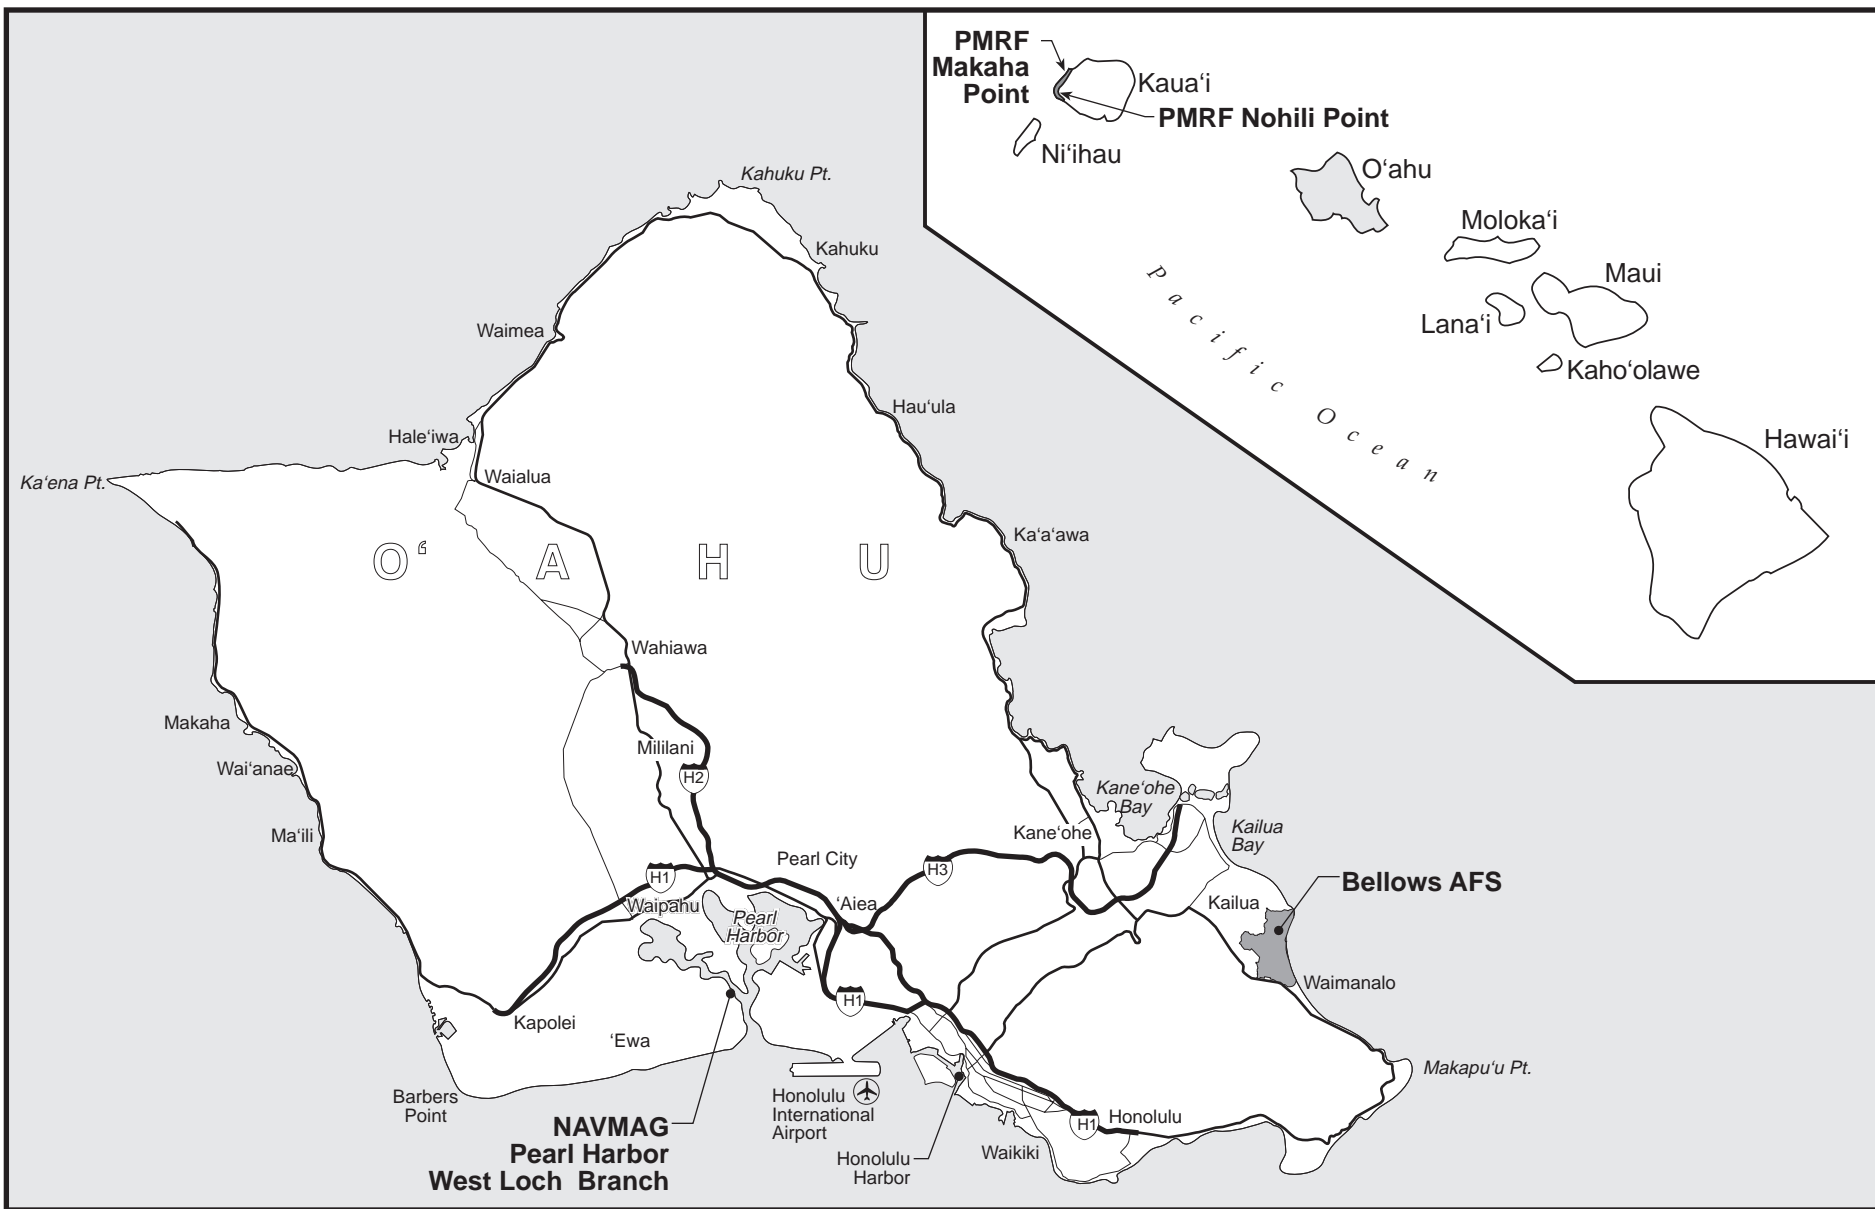 PMRF
Makaha
Point
Kaua‘i
PMRF Nohili Point
Ni‘ihau
O‘ahu
Moloka‘i
Maui
Lana‘i
Kaho‘olawe
Hawai‘i
Pacific Ocean
Kahuku Pt.
Kahuku
Waimea
Hau‘ula
Hale‘iwa
Waialua
Ka‘ena Pt.
Ka‘a‘awa
O‘ A H U
Wahiawa
Makaha
Mililani
Wai‘anae
H2
Kane‘ohe
Bay
Ma‘ili
Kane‘ohe
Kailua
Bay
Pearl City
H3
H1
Bellows AFS
Waipahu
‘Aiea
Kailua
Pearl
Harbor
Waimanalo
H1
Kapolei
‘Ewa
Makapu‘u Pt.
Barbers
Point
Honolulu
International
Airport
H1
Honolulu
NAVMAG
Pearl Harbor
West Loch Branch
Waikiki
Honolulu
Harbor